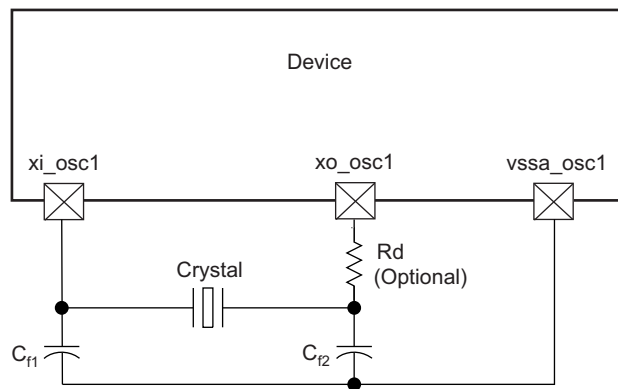 Device
xi_osc1
xo_osc1
vssa_osc1
Rd
(Optional)
Crystal
Cf1
Cf2